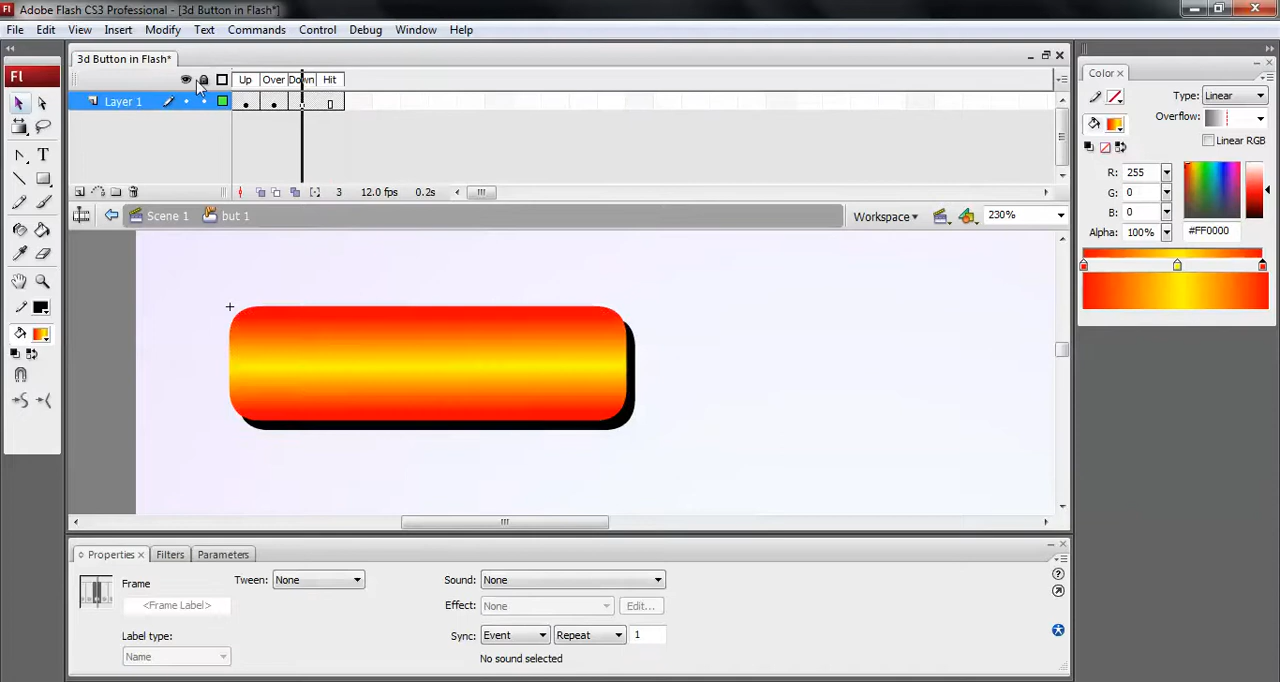 Adobe Flash CS3 Professional - [3d Button in Flash*]
File Edit View Insert Modify Text Commands Control Debug Window Help
3d Button in Flash*
Up Over Down Hit
Layer 1
3 12.0 fps 0.2s
Scene 1 but 1 Workspace 230%
Fl
Color
Type: Linear
Overflow:
Linear RGB
R: 255
G: 0
B: 0
Alpha: 100% #FF0000
Properties Filters Parameters
Frame
<Frame Label>
Label type:
Name
Tween: None
Sound: None
Effect: None Edit...
Sync: Event Repeat 1
No sound selected